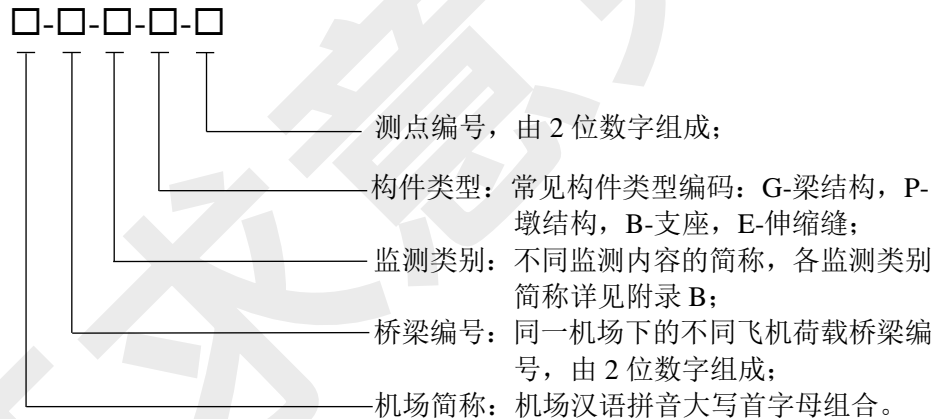 □-□-□-□-□
测点编号，由 2 位数字组成；
构件类型：常见构件类型编码：G-梁结构，P-
墩结构，B-支座，E-伸缩缝；
监测类别：不同监测内容的简称，各监测类别
简称详见附录 B；
桥梁编号：同一机场下的不同飞机荷载桥梁编
号，由 2 位数字组成；
机场简称：机场汉语拼音大写首字母组合。
求意